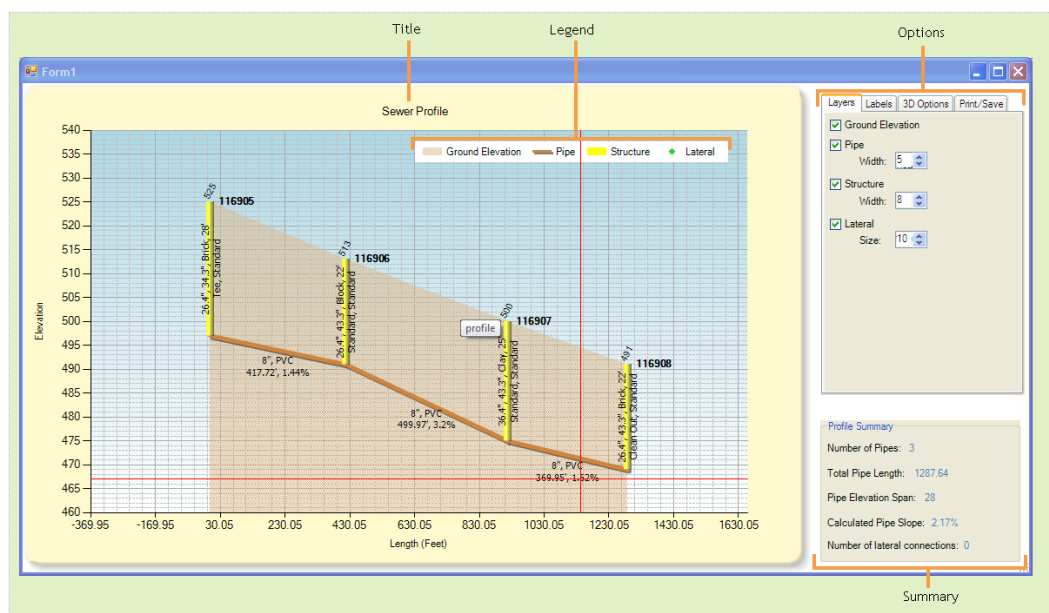 Title
Legend
Options
Form1
Sewer Profile
Ground Elevation Pipe Structure Lateral
540
535
530
525
520
515
510
505
500
495
490
485
480
475
470
465
460
Elevation
525
116905
26.4", 34.3", Brick, 28'
Tee, Standard
513
116906
26.4", 43.3", Block, 22'
Standard, Standard
500
116907
profile
36.4", 43.3", Clay, 25'
Standard, Standard
491
116908
26.4", 43.3", Brick, 22'
Clean Out, Standard
8", PVC
417.72', 1.44%
8", PVC
499.97', 3.2%
8", PVC
369.95', 1.62%
-369.95 -169.95 30.05 230.05 430.05 630.05 830.05 1030.05 1230.05 1430.05 1630.05
Length (Feet)
Layers Labels 3D Options Print/Save
Ground Elevation
Pipe
Width: 5
Structure
Width: 8
Lateral
Size: 10
Profile Summary
Number of Pipes: 3
Total Pipe Length: 1287.64
Pipe Elevation Span: 28
Calculated Pipe Slope: 2.17%
Number of lateral connections: 0
Summary